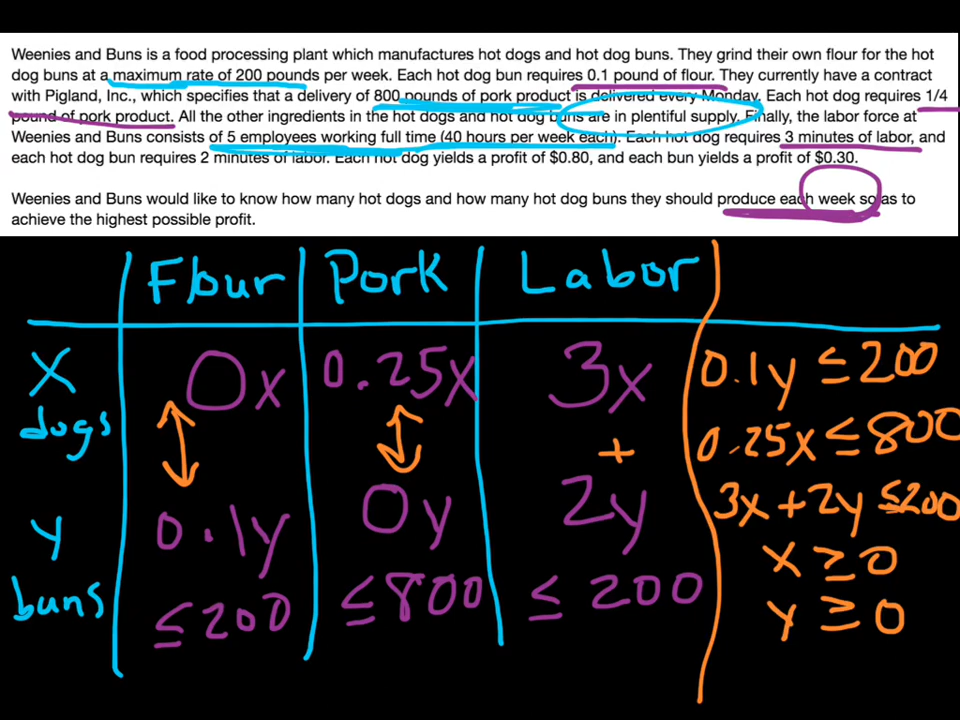 Weenies and Buns is a food processing plant which manufactures hot dogs and hot dog buns. They grind their own flour for the hot
dog buns at a maximum rate of 200 pounds per week. Each hot dog bun requires 0.1 pound of flour. They currently have a contract
with Pigland, Inc., which specifies that a delivery of 800 pounds of pork product is delivered every Monday. Each hot dog requires 1/4
pound of pork product. All the other ingredients in the hot dogs and hot dog buns are in plentiful supply. Finally, the labor force at
Weenies and Buns consists of 5 employees working full time (40 hours per week each). Each hot dog requires 3 minutes of labor, and
each hot dog bun requires 2 minutes of labor. Each hot dog yields a profit of $0.80, and each bun yields a profit of $0.30.
Weenies and Buns would like to know how many hot dogs and how many hot dog buns they should produce each week so as to
achieve the highest possible profit.
Flour Pork Labor
X 0x 0.25x 3x 0.1y ≤ 200
dogs + 0.25x ≤ 800
y 0.1y 0y 2y 3x + 2y ≤ 200
x ≥ 0
buns ≤ 200 ≤ 800 ≤ 200 y ≥ 0